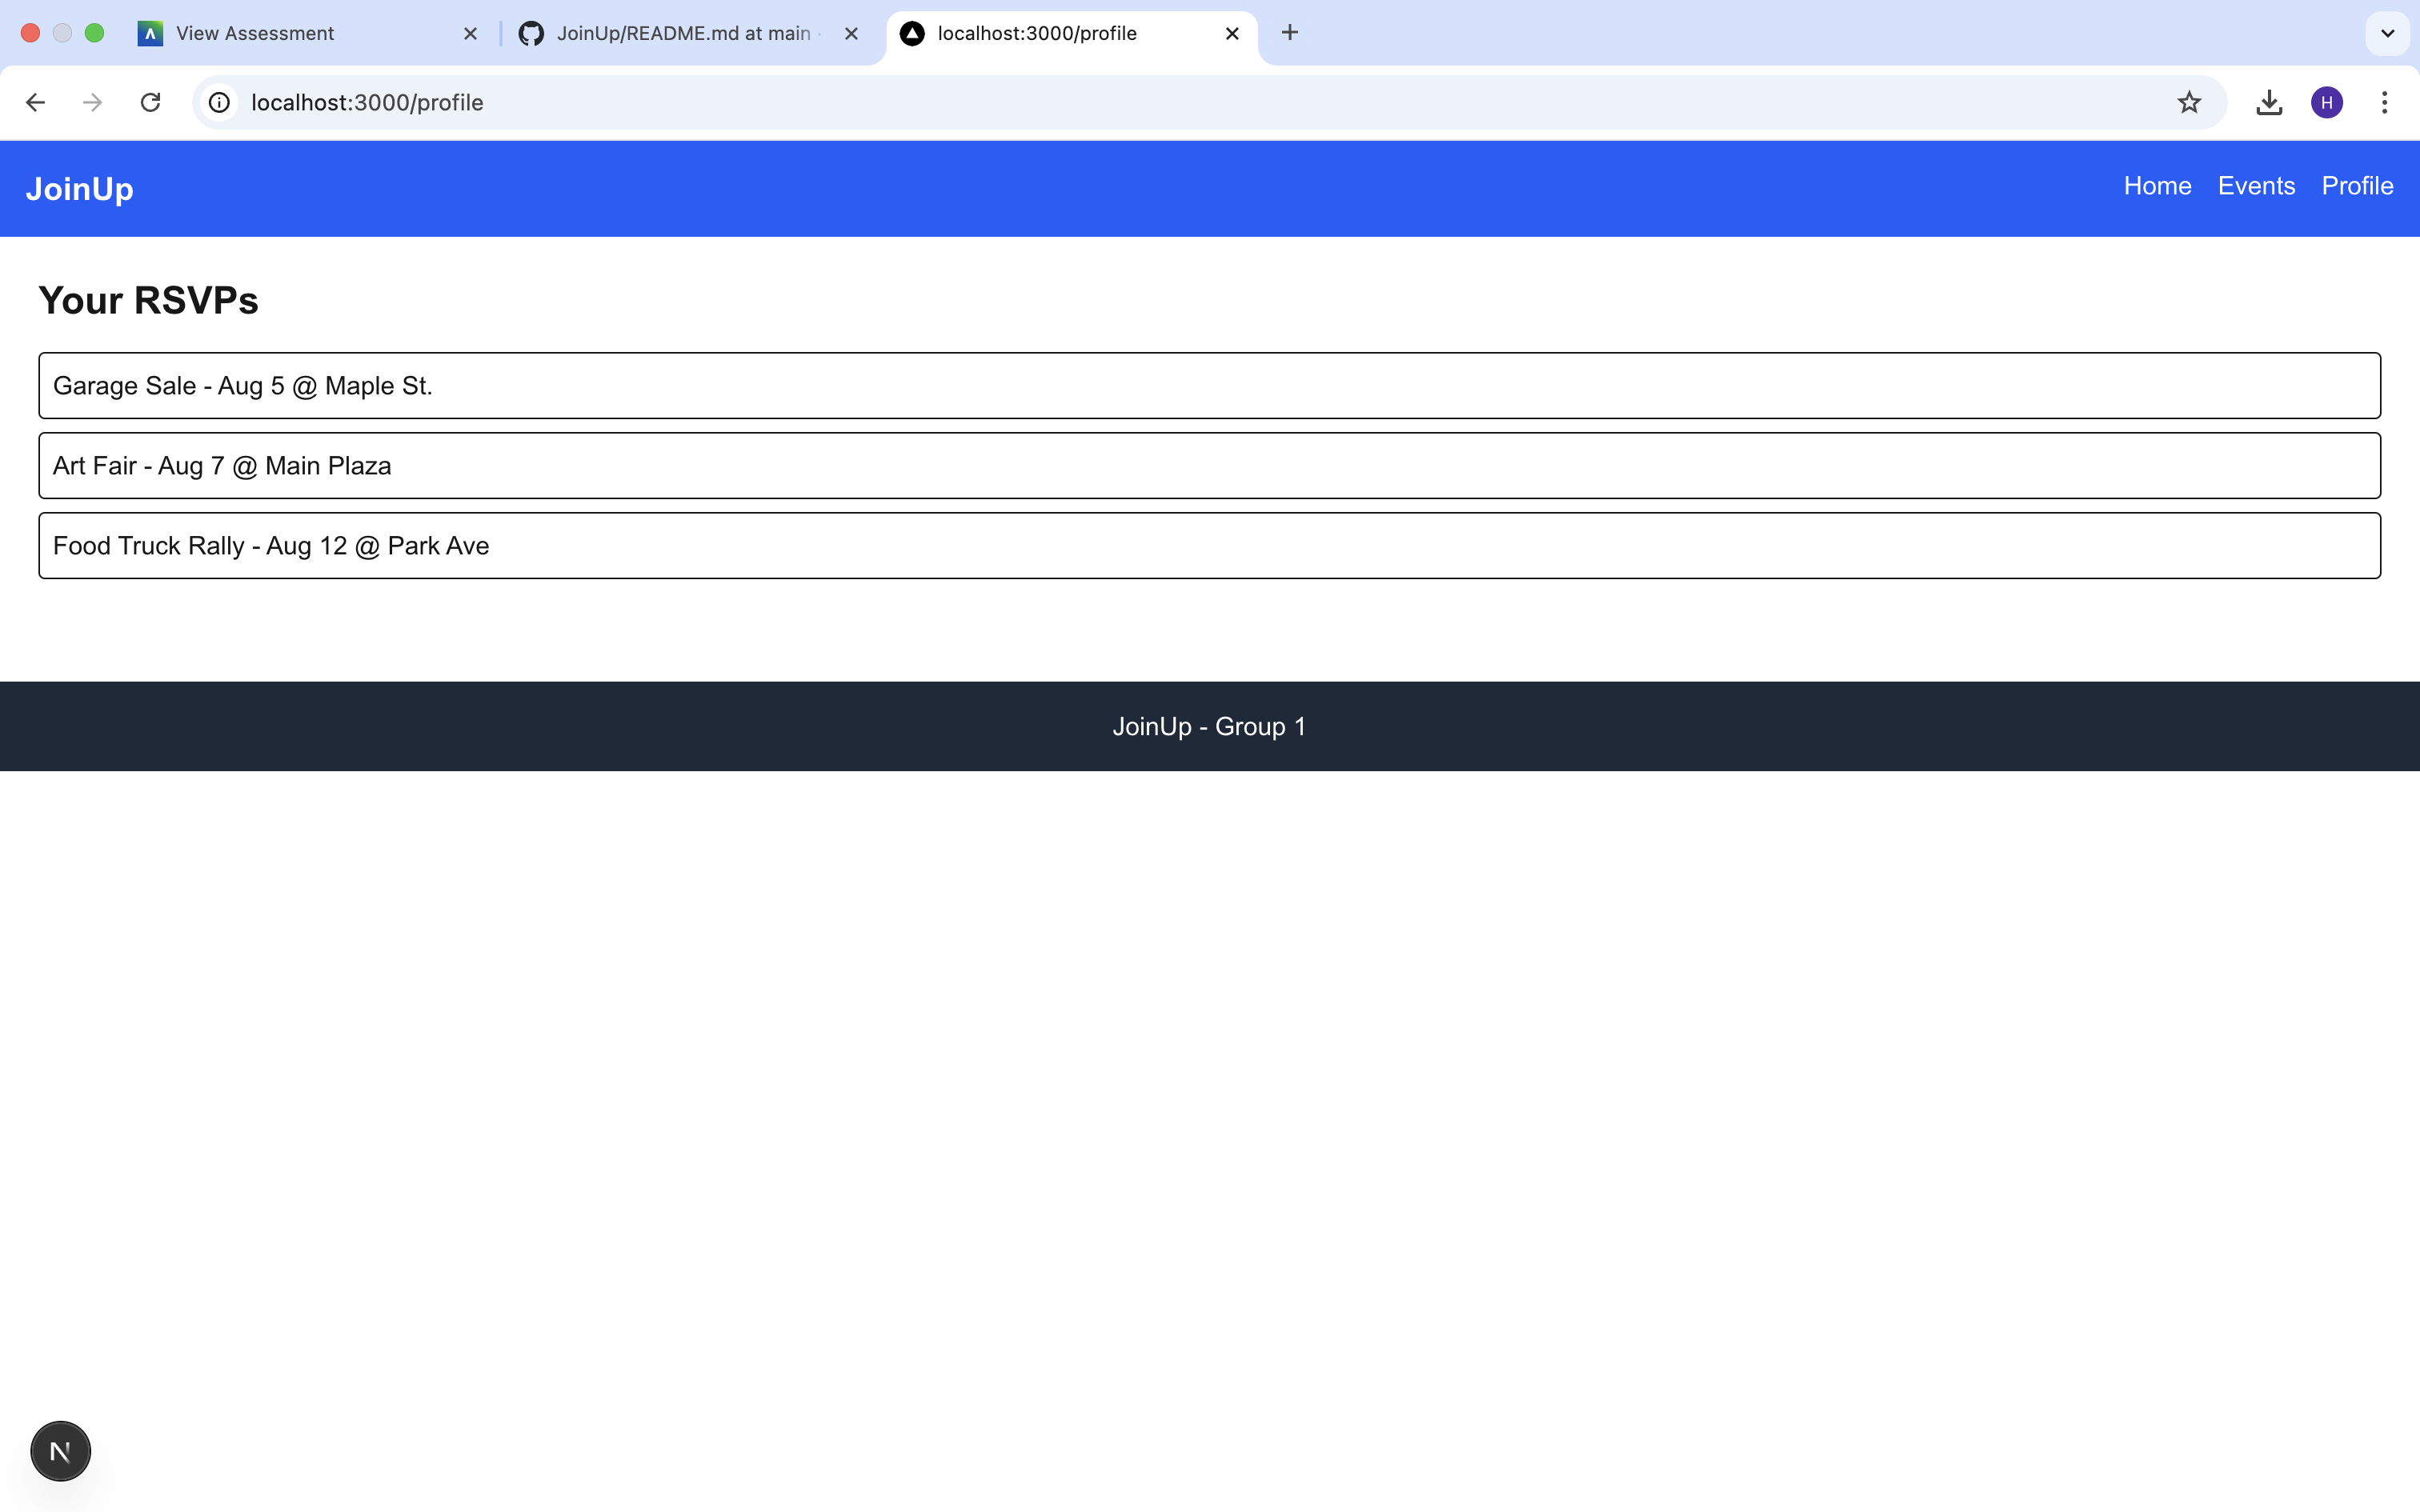 View Assessment
JoinUp/README.md at main
localhost:3000/profile
localhost:3000/profile
H
JoinUp
Home Events Profile
Your RSVPs
Garage Sale - Aug 5 @ Maple St.
Art Fair - Aug 7 @ Main Plaza
Food Truck Rally - Aug 12 @ Park Ave
JoinUp - Group 1
N